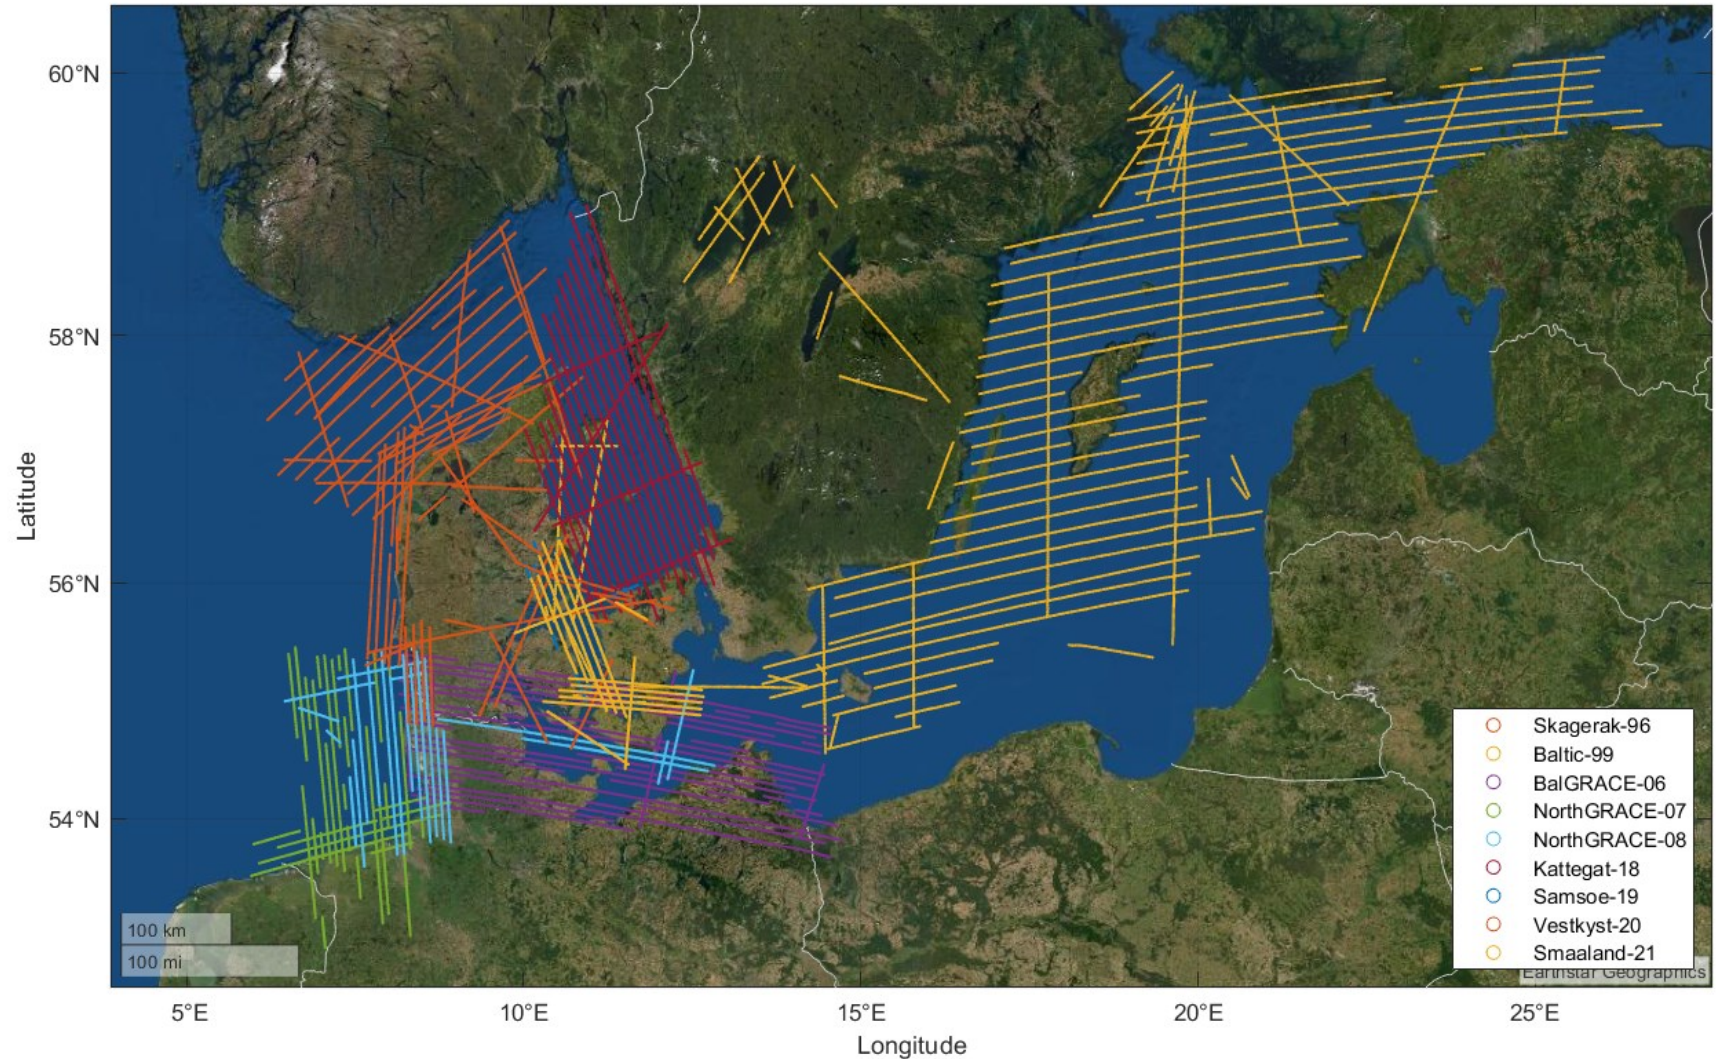 60°N
58°N
56°N
54°N
Latitude
5°E
10°E
15°E
20°E
25°E
Longitude
100 km
100 mi
Skagerak-96
Baltic-99
BalGRACE-06
NorthGRACE-07
NorthGRACE-08
Kattegat-18
Samsoe-19
Vestkyst-20
Smaaland-21
Earthstar Geographics